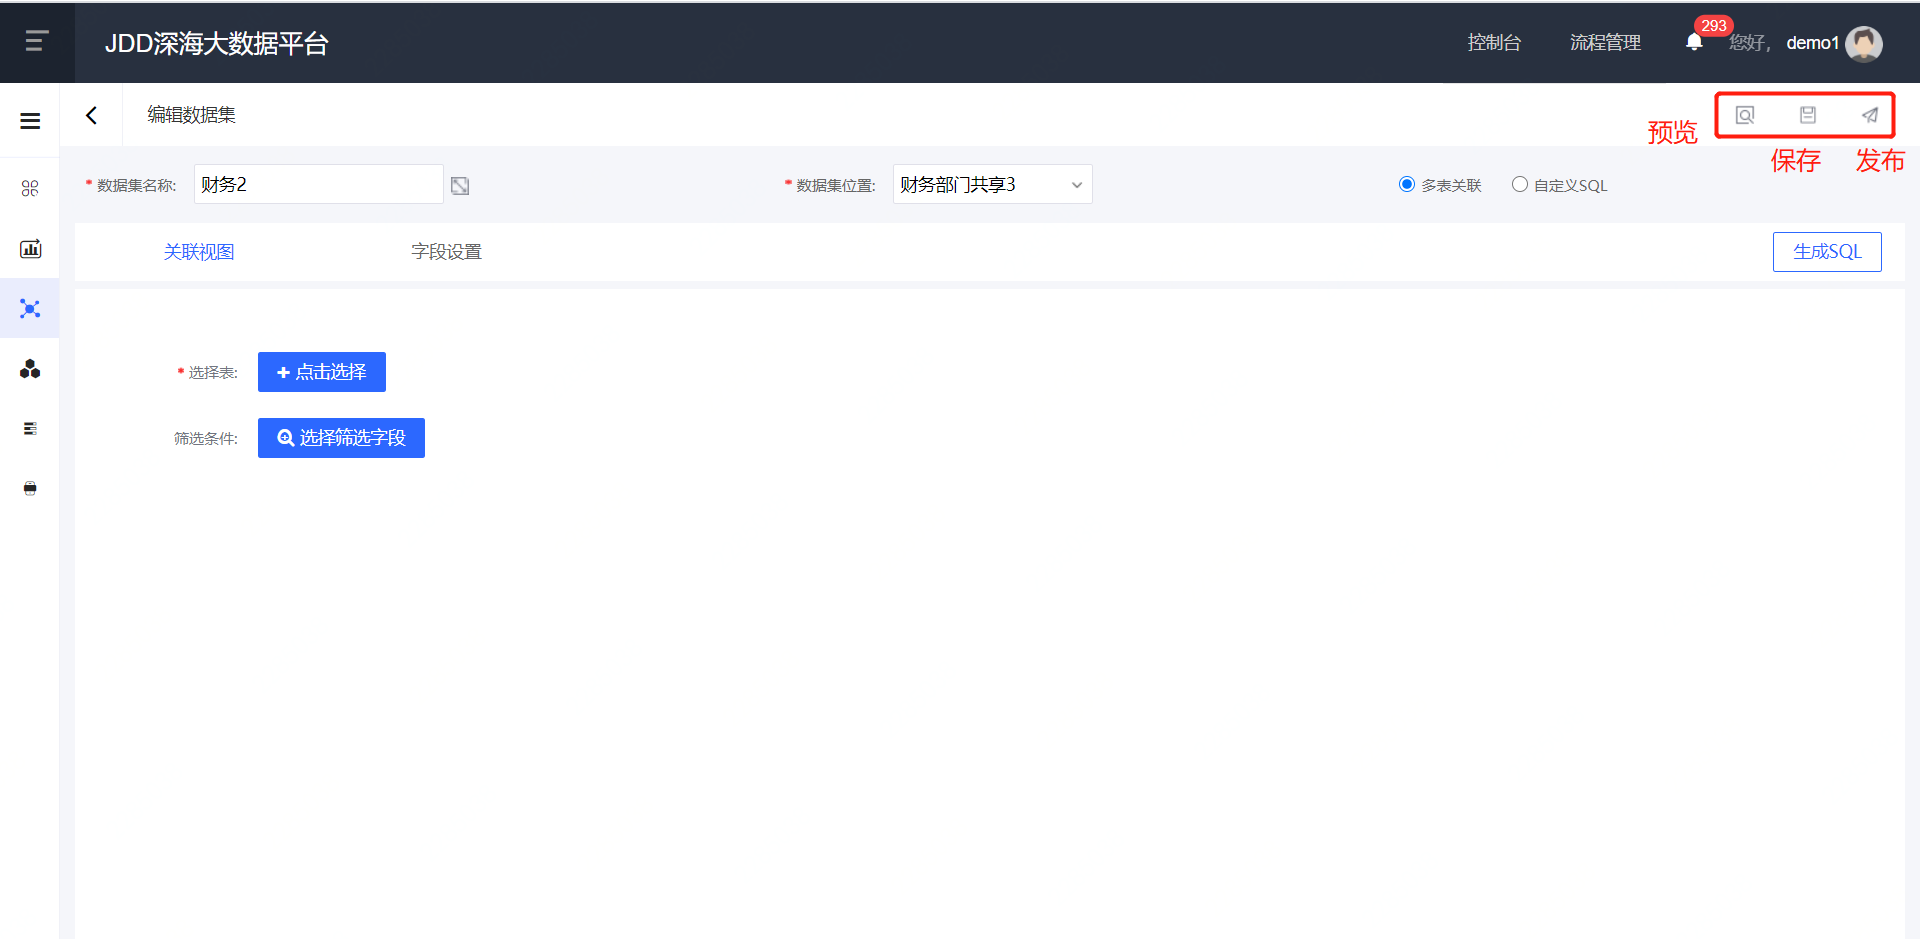 JDD深海大数据平台
控制台
流程管理
293
您好,
demo1
编辑数据集
预览
保存
发布
* 数据集名称:
财务2
* 数据集位置:
财务部门共享3
多表关联
自定义SQL
关联视图
字段设置
生成SQL
* 选择表:
点击选择
筛选条件:
选择筛选字段